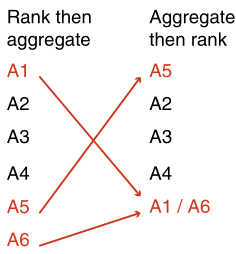 Rank then
aggregate
A1
A2
A3
A4
A5
A6
Aggregate
then rank
A5
A2
A3
A4
A1 / A6